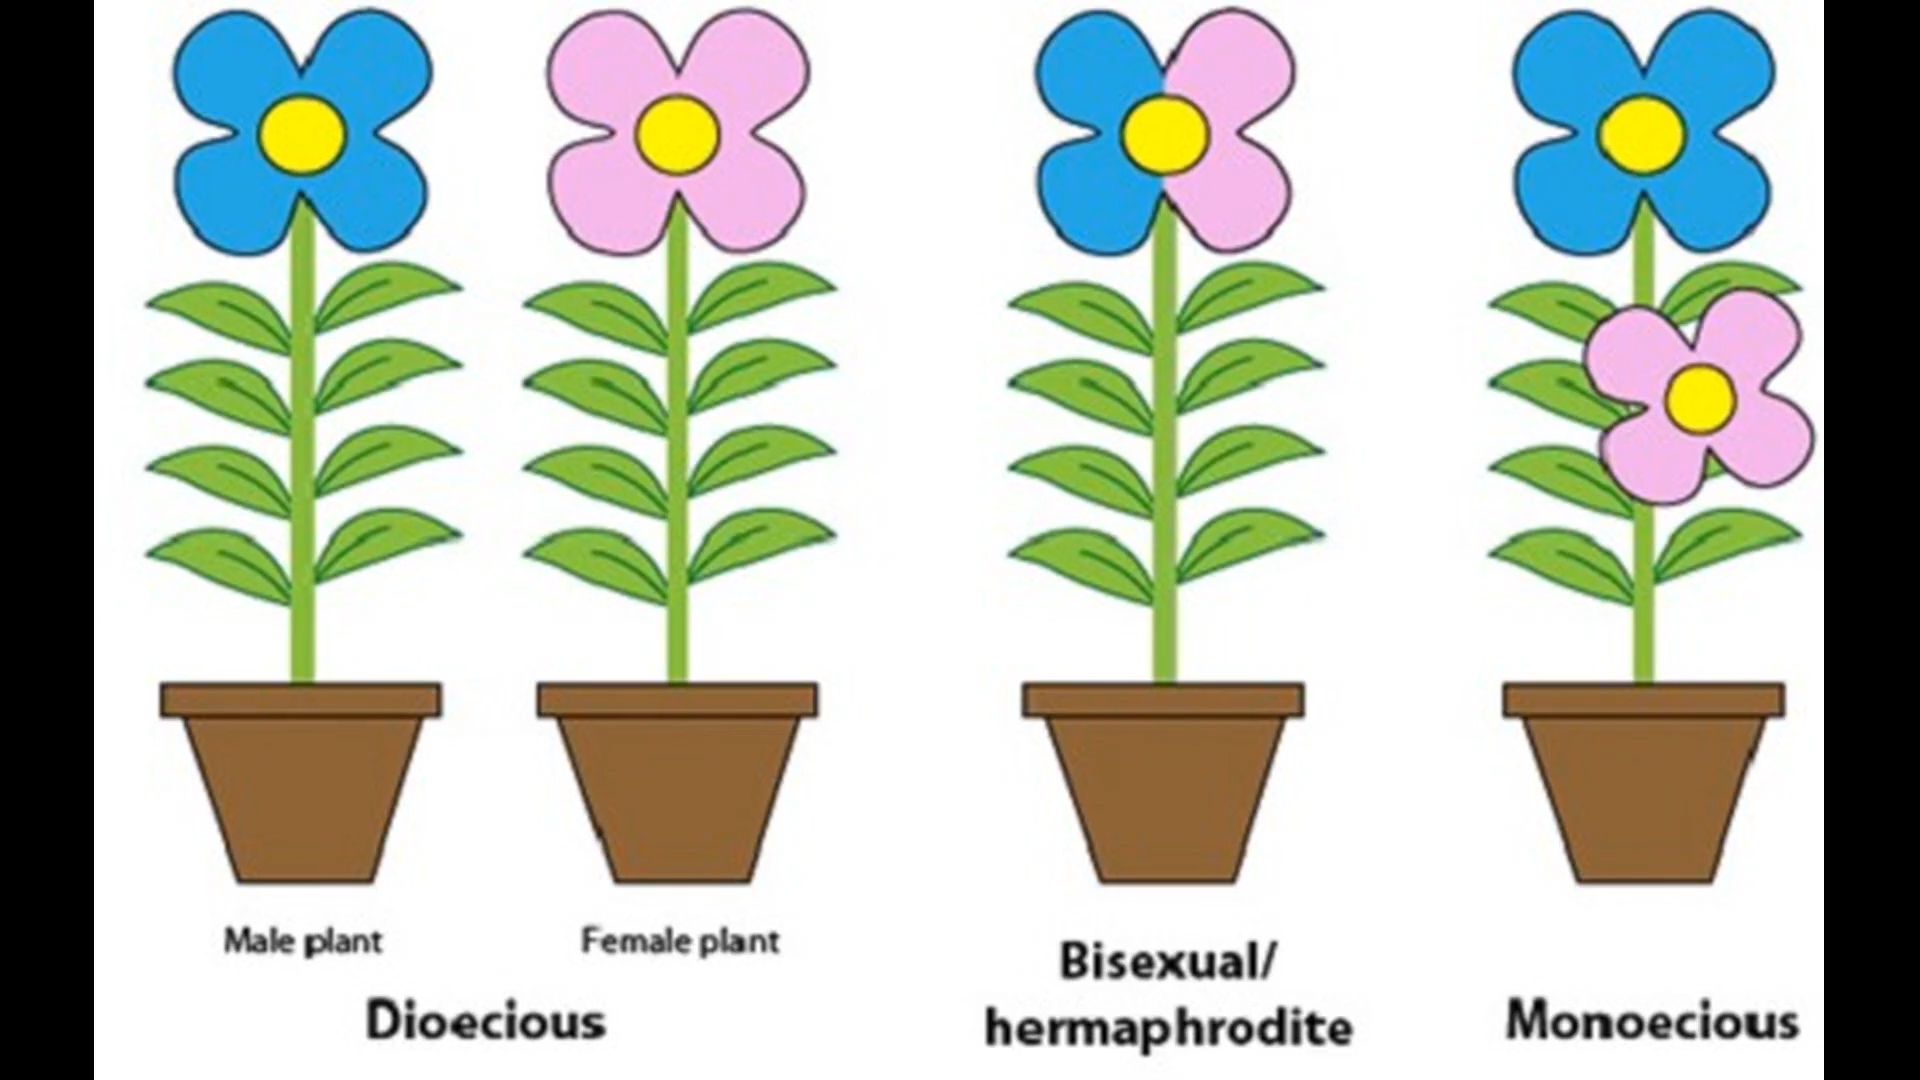 Male plant
Female plant
Dioecious
Bisexual/
hermaphrodite
Monoecious